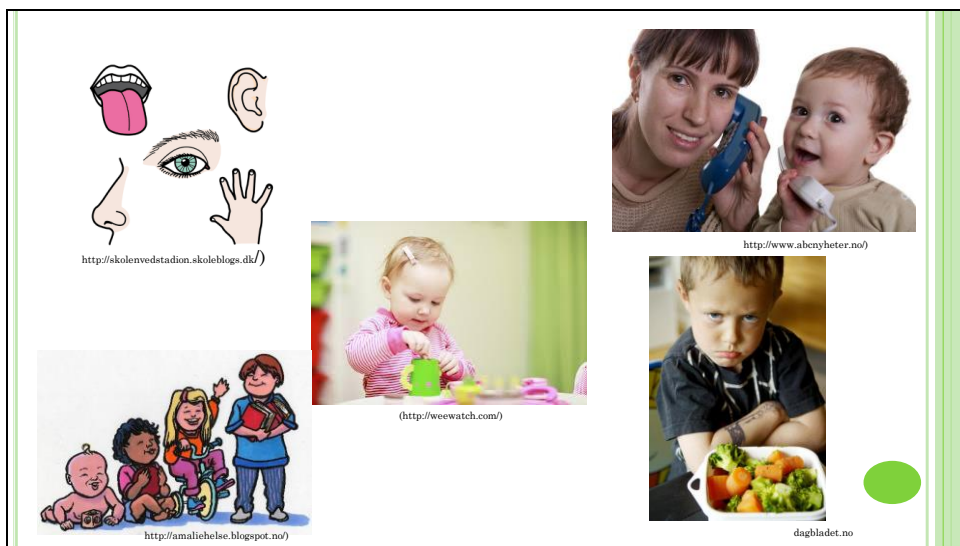 http://www.abcnyheter.no/)
http://skolenvedstadion.skoleblogs.dk/)
(http://weewatch.com/)
http://amaliehelse.blogspot.no/)
dagbladet.no